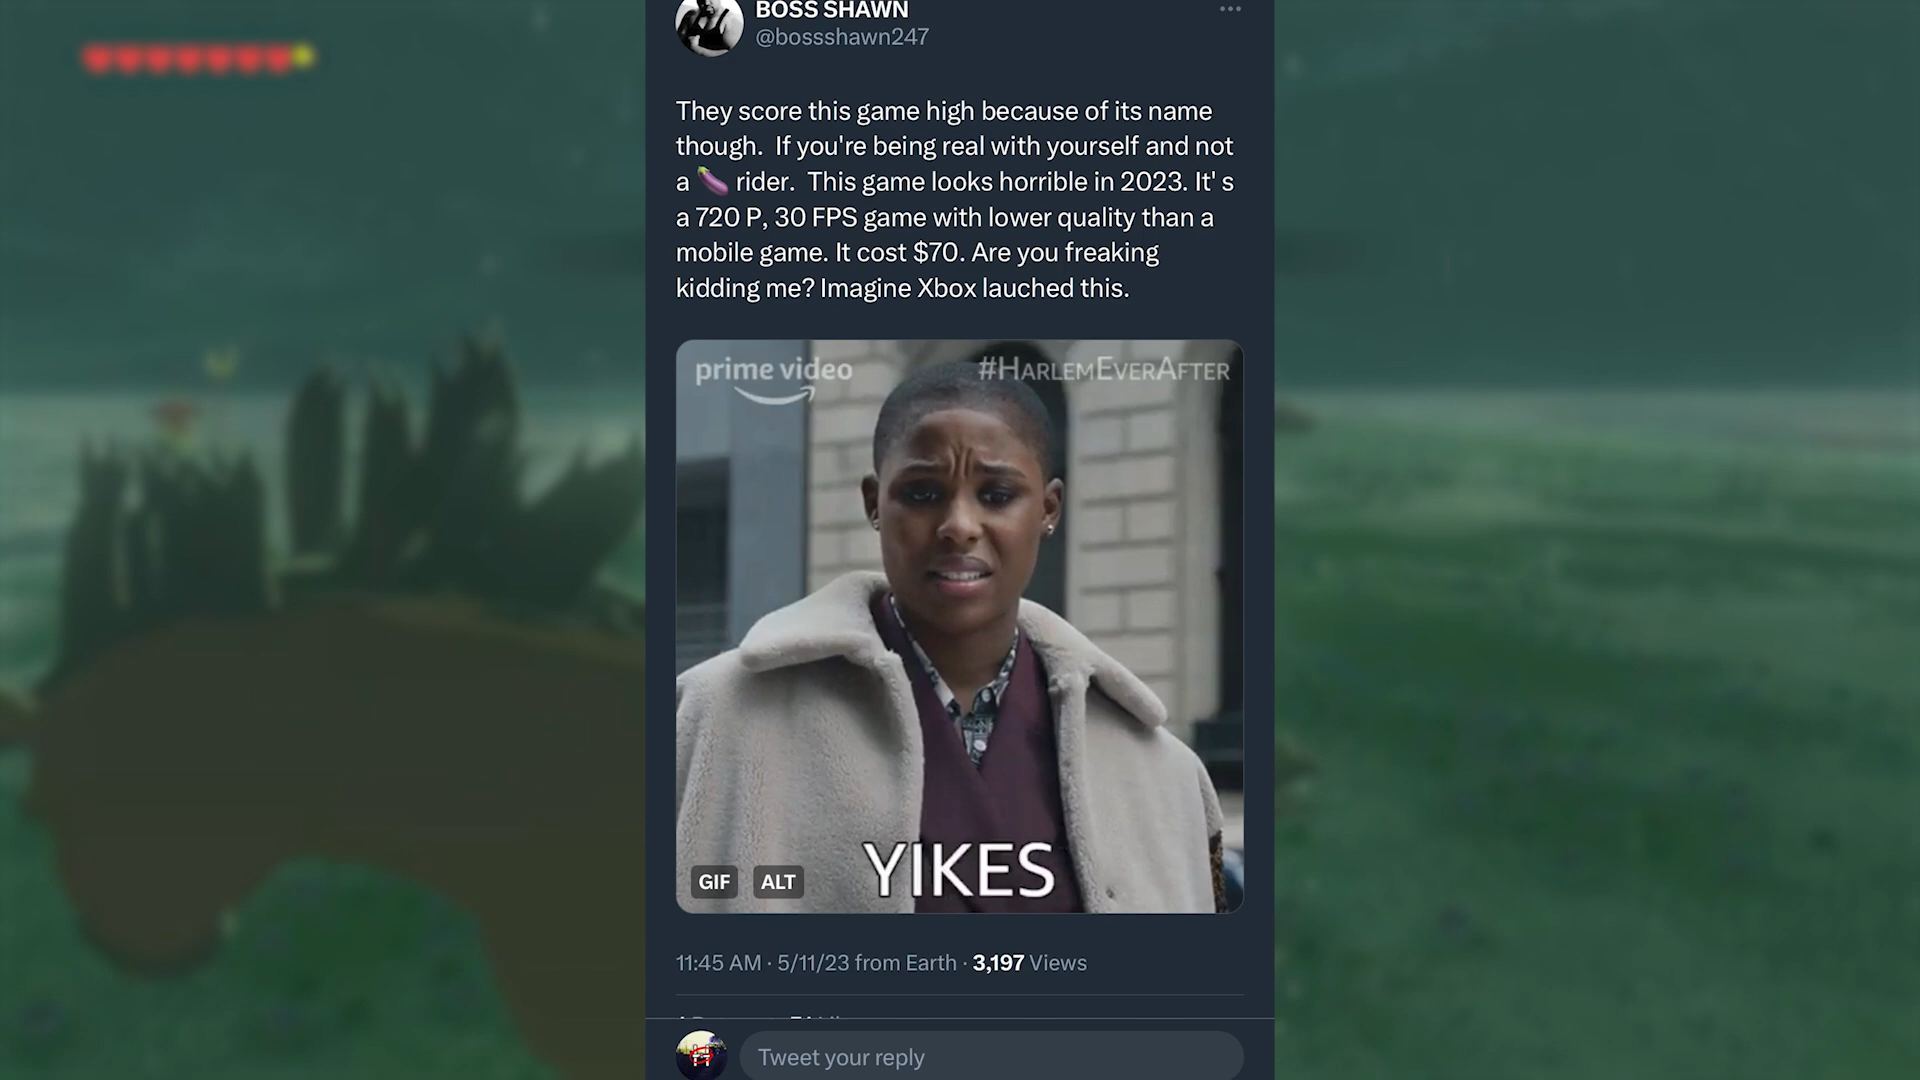 BOSS SHAWN
@bossshawn247
They score this game high because of its name
though.  If you're being real with yourself and not
a 🍆 rider.  This game looks horrible in 2023. It' s
a 720 P, 30 FPS game with lower quality than a
mobile game. It cost $70. Are you freaking
kidding me? Imagine Xbox lauched this.
prime video
#HARLEMEVERAFTER
YIKES
GIF
ALT
11:45 AM · 5/11/23 from Earth · 3,197 Views
Tweet your reply